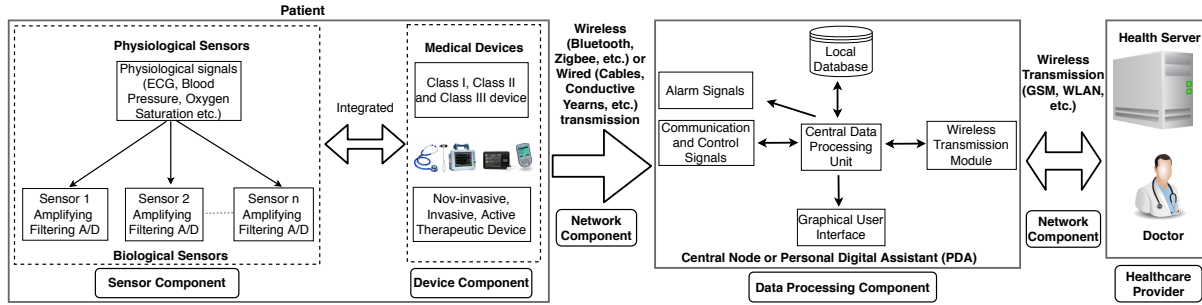 Patient
Physiological Sensors
Physiological signals
(ECG, Blood
Pressure, Oxygen
Saturation etc.)
Sensor 1
Amplifying
Filtering A/D
Sensor 2
Amplifying
Filtering A/D
Sensor n
Amplifying
Filtering A/D
Biological Sensors
Sensor Component
Integrated
Medical Devices
Class I, Class II
and Class III device
Nov-invasive,
Invasive, Active
Therapeutic Device
Device Component
Wireless
(Bluetooth,
Zigbee, etc.) or
Wired (Cables,
Conductive
Yearns, etc.)
transmission
Network
Component
Local
Database
Alarm Signals
Communication
and Control
Signals
Central Data
Processing
Unit
Wireless
Transmission
Module
Graphical User
Interface
Central Node or Personal Digital Assistant (PDA)
Data Processing Component
Wireless
Transmission
(GSM, WLAN,
etc.)
Network
Component
Health Server
Doctor
Healthcare
Provider